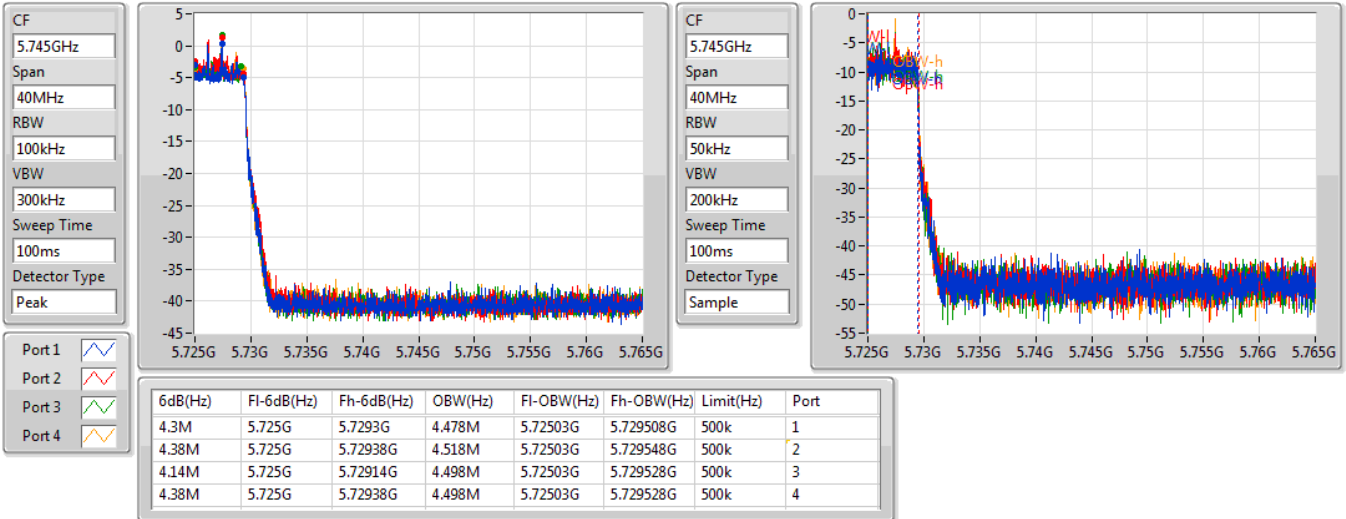 CF
5.745GHz
Span
40MHz
RBW
100kHz
VBW
300kHz
Sweep Time
100ms
Detector Type
Peak
5
0
-5
-10
-15
-20
-25
-30
-35
-40
-45
5.725G 5.73G 5.735G 5.74G 5.745G 5.75G 5.755G 5.76G 5.765G
CF
5.745GHz
Span
40MHz
RBW
50kHz
VBW
200kHz
Sweep Time
100ms
Detector Type
Sample
0
-5
-10
-15
-20
-25
-30
-35
-40
-45
-50
-55
OBW-h
5.725G 5.73G 5.735G 5.74G 5.745G 5.75G 5.755G 5.76G 5.765G
Port 1
Port 2
Port 3
Port 4
6dB(Hz) Fl-6dB(Hz) Fh-6dB(Hz) OBW(Hz) Fl-OBW(Hz) Fh-OBW(Hz) Limit(Hz) Port
4.3M 5.725G 5.7293G 4.478M 5.72503G 5.729508G 500k 1
4.38M 5.725G 5.72938G 4.518M 5.72503G 5.729548G 500k 2
4.14M 5.725G 5.72914G 4.498M 5.72503G 5.729528G 500k 3
4.38M 5.725G 5.72938G 4.498M 5.72503G 5.729528G 500k 4